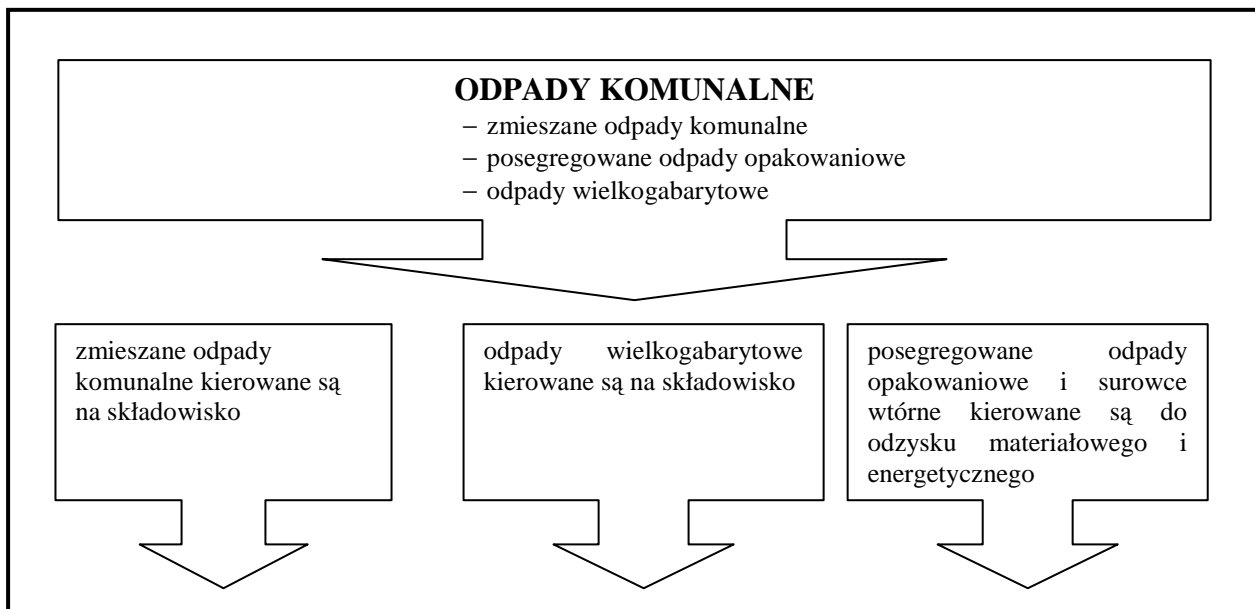 ODPADY KOMUNALNE
− zmieszane odpady komunalne
− posegregowane odpady opakowaniowe
− odpady wielkogabarytowe
zmieszane odpady
komunalne kierowane są
na składowisko
odpady wielkogabarytowe
kierowane są na składowisko
posegregowane odpady
opakowaniowe i surowce
wtórne kierowane są do
odzysku materiałowego i
energetycznego